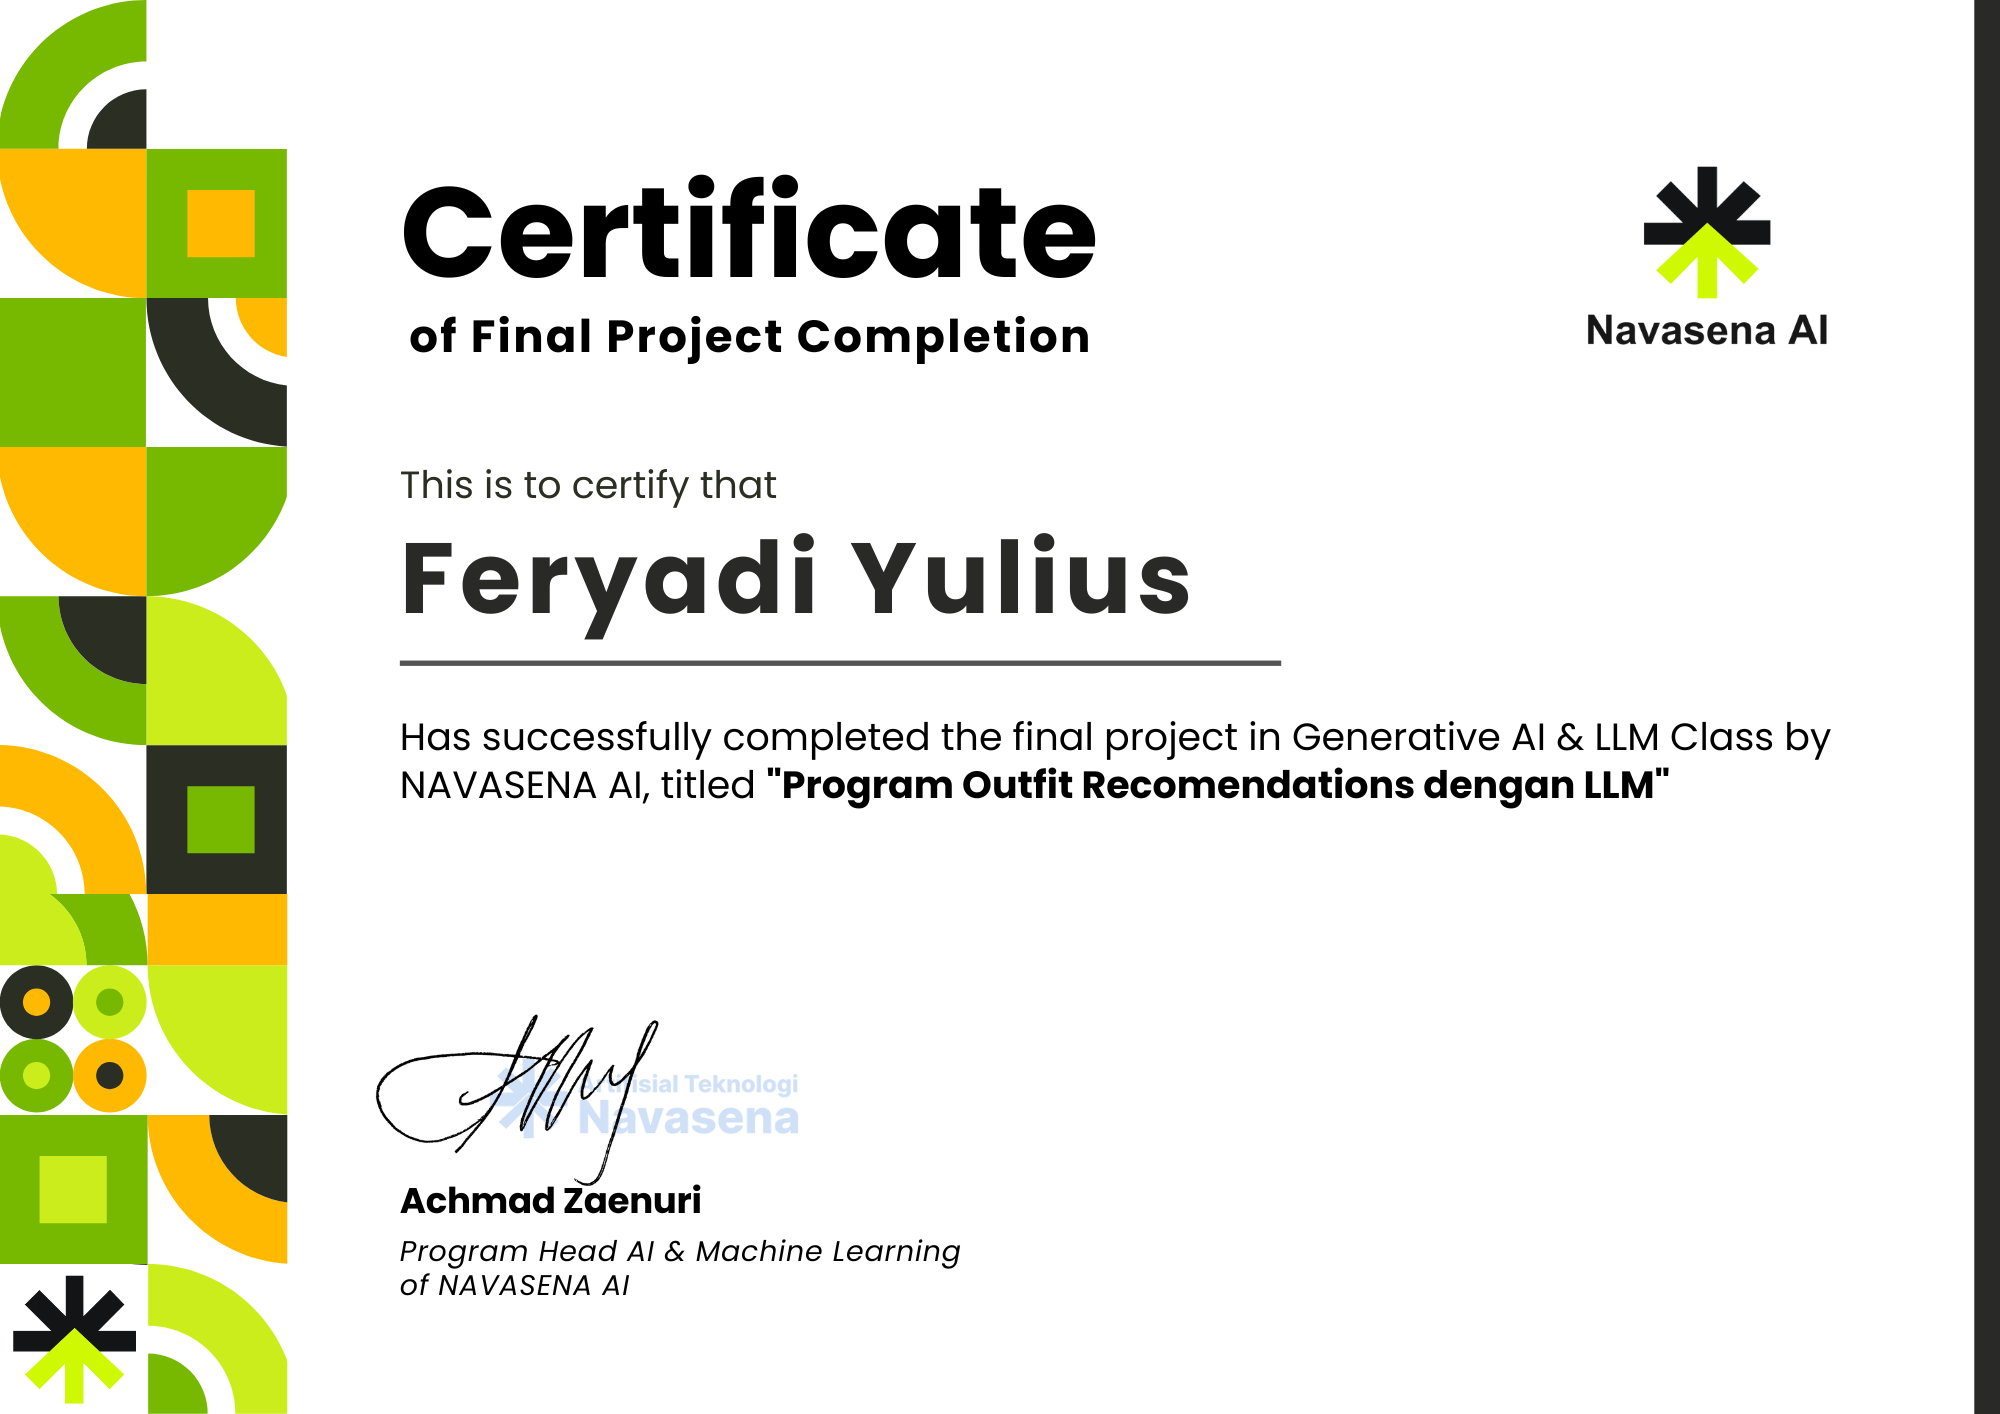 Certificate
of Final Project Completion
Navasena AI
This is to certify that
Feryadi Yulius
Has successfully completed the final project in Generative AI & LLM Class by
NAVASENA AI, titled "Program Outfit Recomendations dengan LLM"
Artifisial Teknologi
Navasena
Achmad Zaenuri
Program Head AI & Machine Learning
of NAVASENA AI